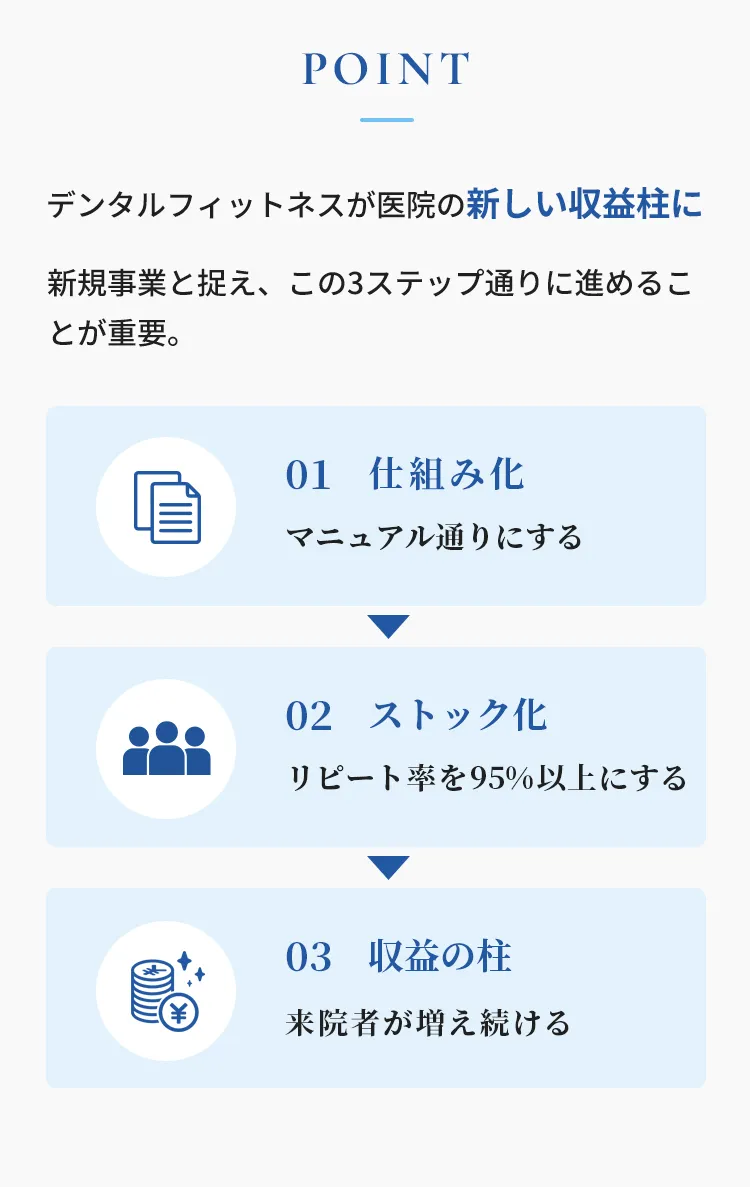 POINT
デンタルフィットネスが医院の新しい収益柱に
新規事業と捉え、この3ステップ通りに進めるこ
とが重要。
01 仕組み化
マニュアル通りにする
02 ストック化
リピート率を95%以上にする
03 収益の柱
¥
来院者が増え続ける